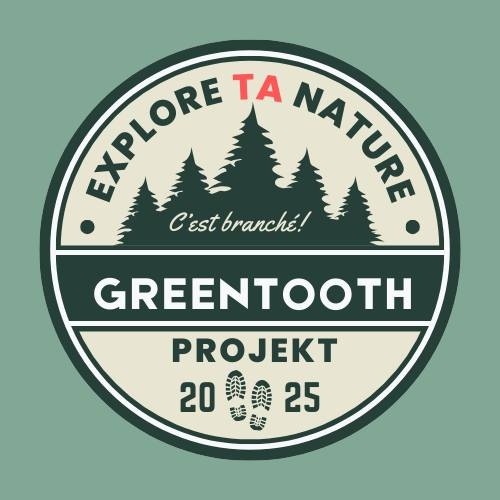 EXPLORE TA NATURE
C'est branché!
GREENTOOTH
PROJEKT
20 25